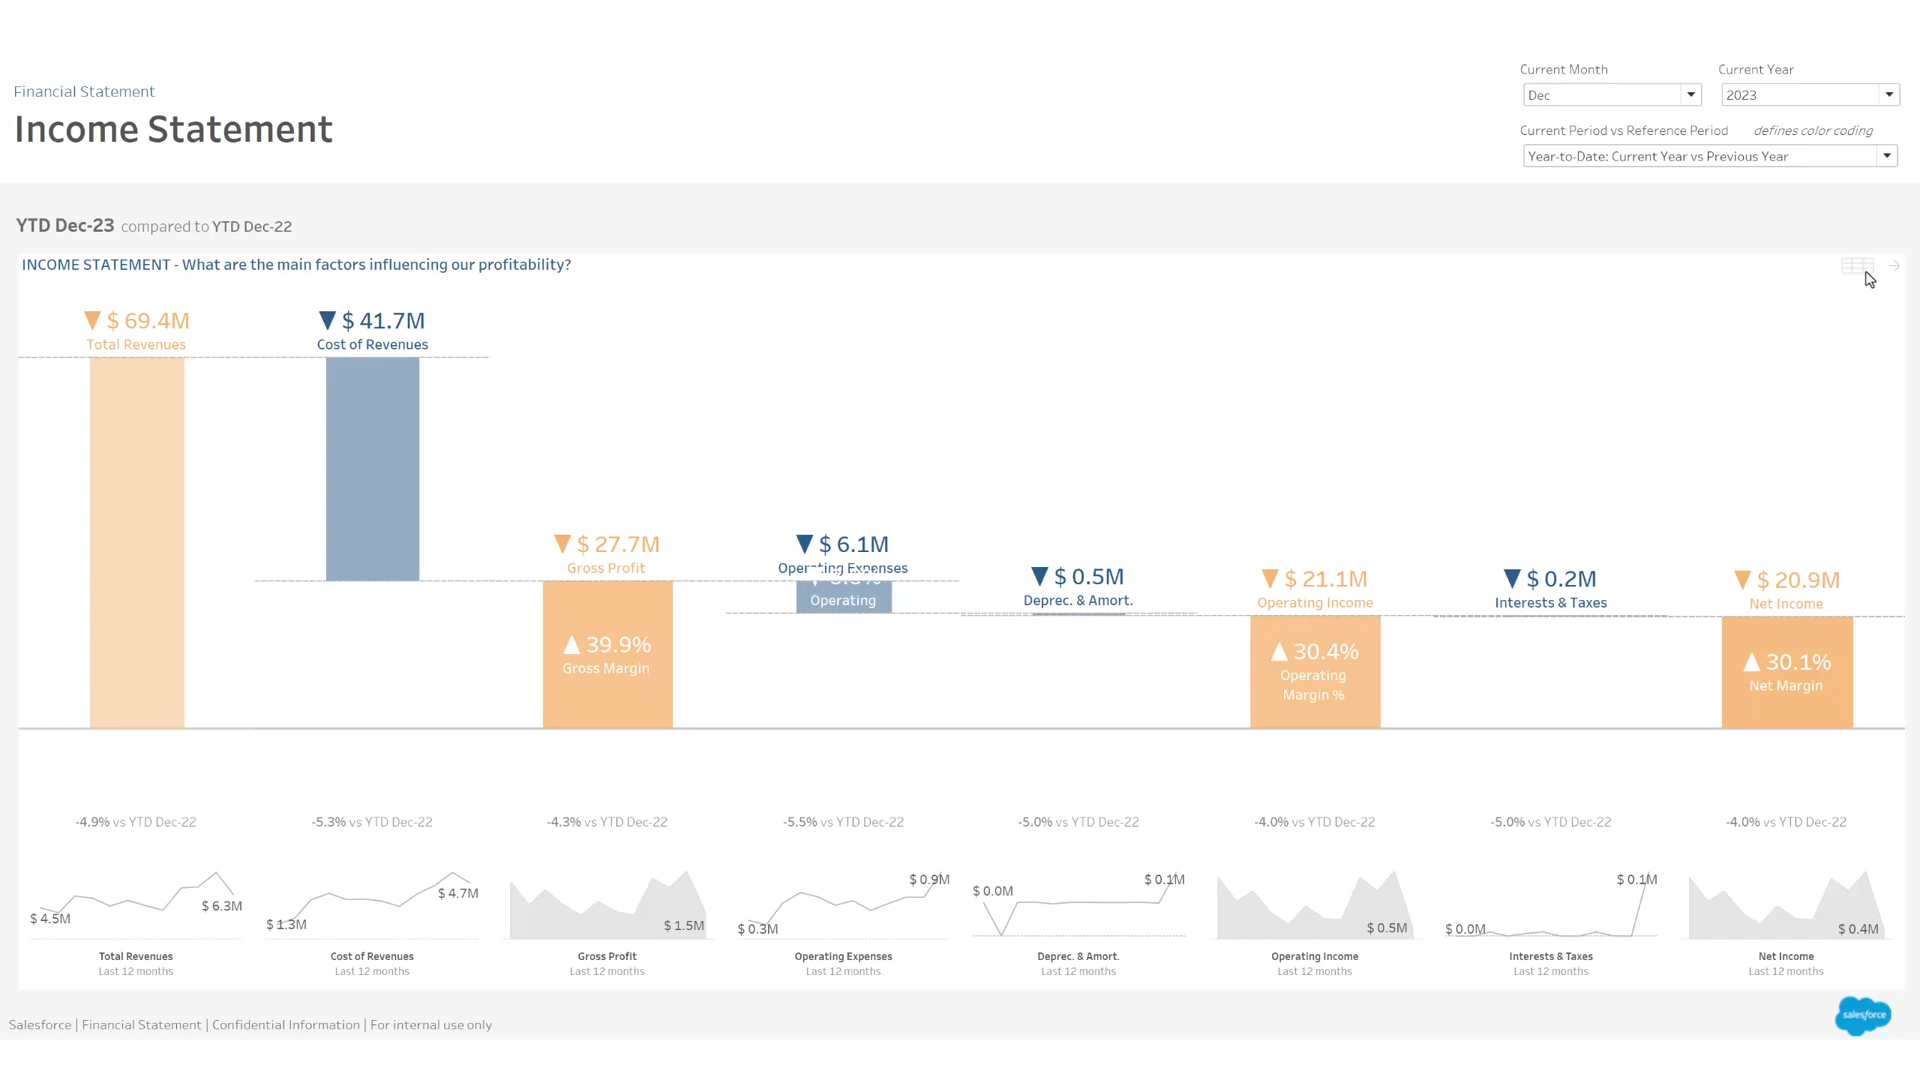 Financial Statement
Income Statement
Current Month
Current Year
Dec
2023
Current Period vs Reference Period defines color coding
Year-to-Date: Current Year vs Previous Year
YTD Dec-23 compared to YTD Dec-22
INCOME STATEMENT - What are the main factors influencing our profitability?
▼ $ 69.4M
Total Revenues
▼ $ 41.7M
Cost of Revenues
▼ $ 27.7M
Gross Profit
▲ 39.9%
Gross Margin
▼ $ 6.1M
Operating Expenses
Operating
▼ $ 0.5M
Deprec. & Amort.
▼ $ 21.1M
Operating Income
▲ 30.4%
Operating
Margin %
▼ $ 0.2M
Interests & Taxes
▼ $ 20.9M
Net Income
▲ 30.1%
Net Margin
-4.9% vs YTD Dec-22
-5.3% vs YTD Dec-22
-4.3% vs YTD Dec-22
-5.5% vs YTD Dec-22
-5.0% vs YTD Dec-22
-4.0% vs YTD Dec-22
-5.0% vs YTD Dec-22
-4.0% vs YTD Dec-22
$ 4.5M
$ 6.3M
Total Revenues
Last 12 months
$ 1.3M
$ 4.7M
Cost of Revenues
Last 12 months
$ 1.5M
Gross Profit
Last 12 months
$ 0.3M
$ 0.9M
Operating Expenses
Last 12 months
$ 0.0M
$ 0.1M
Deprec. & Amort.
Last 12 months
$ 0.5M
Operating Income
Last 12 months
$ 0.0M
$ 0.1M
Interests & Taxes
Last 12 months
$ 0.4M
Net Income
Last 12 months
Salesforce | Financial Statement | Confidential Information | For internal use only
salesforce